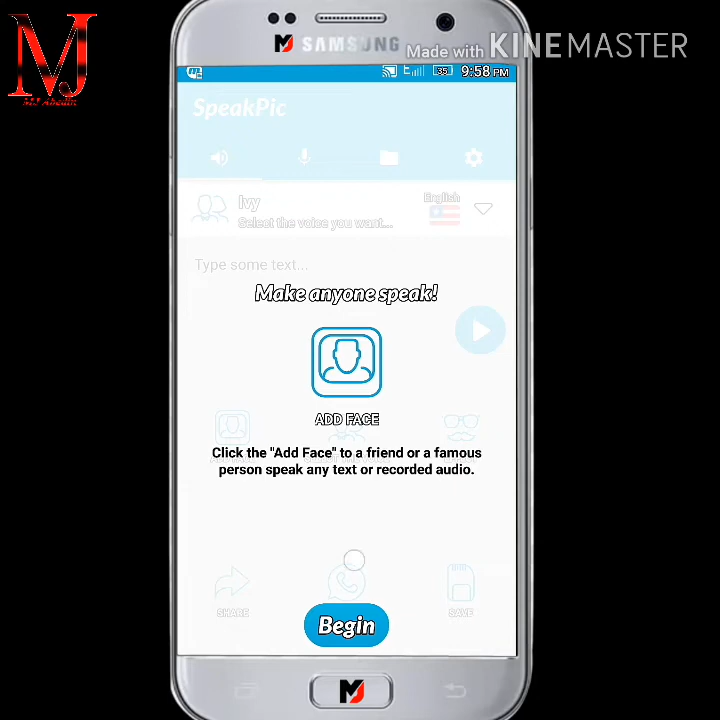 MJ
MJ Abedin
SAMSUNG
Made with KINEMASTER
35 9:58 PM
SpeakPic
Ivy
English
Select the voice you want...
Type some text...
Make anyone speak!
ADD FACE
Click the "Add Face" to a friend or a famous
person speak any text or recorded audio.
SHARE
SAVE
Begin